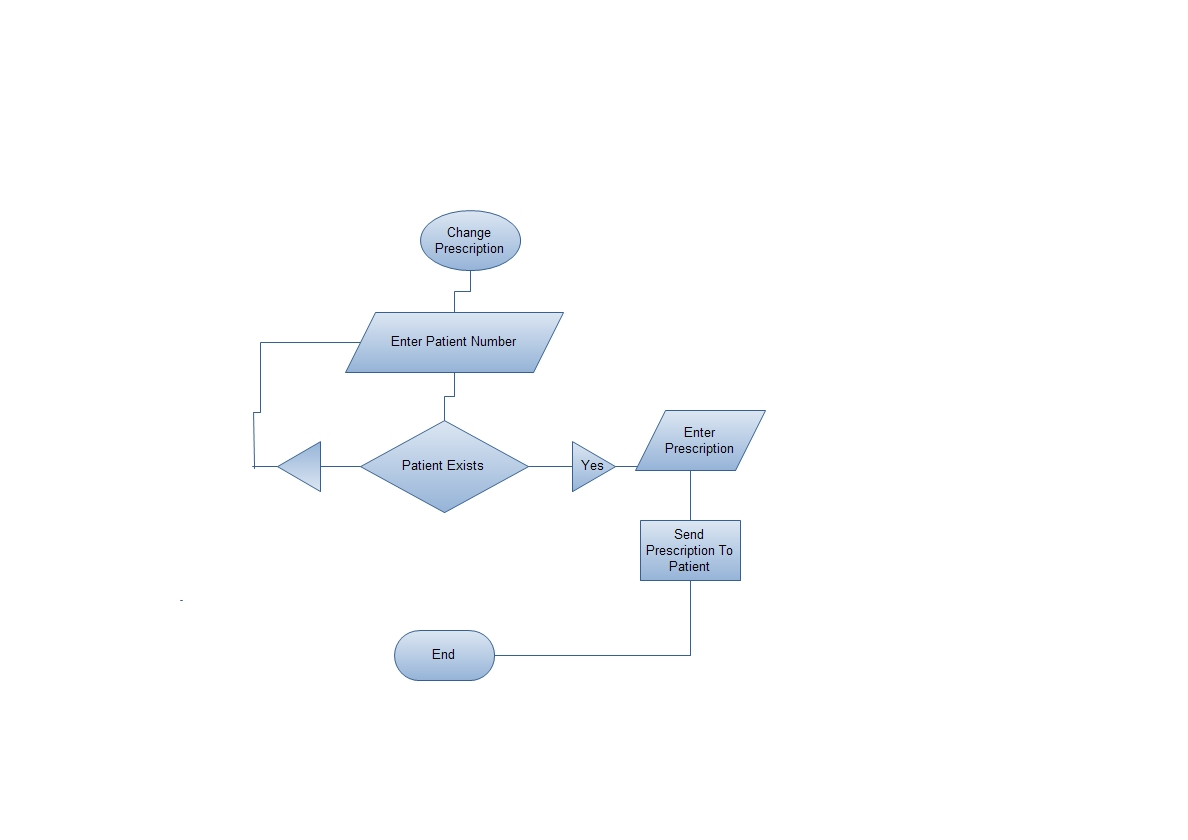 Change
Prescription
Enter Patient Number
Patient Exists
Yes
Enter
Prescription
Send
Prescription To
Patient
End